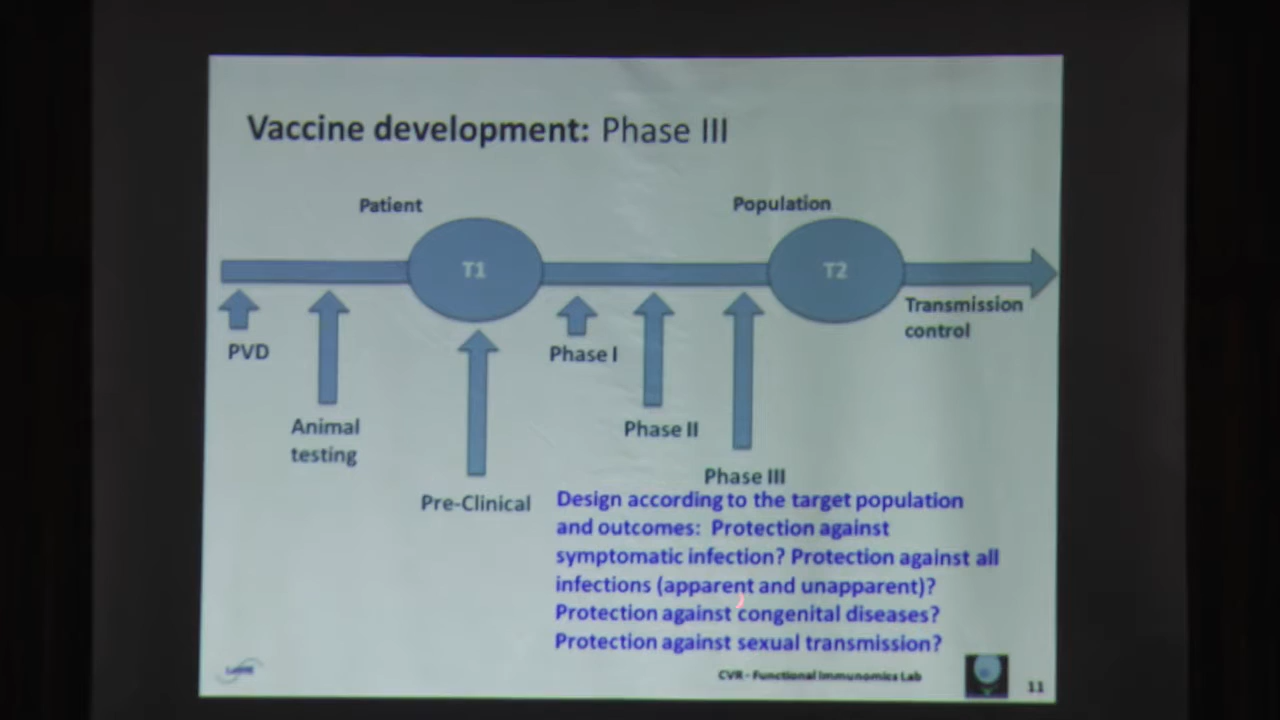 Vaccine development: Phase III
Patient
Population
T1
T2
Transmission
control
PVD
Phase I
Animal
testing
Phase II
Phase III
Pre-Clinical
Design according to the target population
and outcomes: Protection against
symptomatic infection? Protection against all
infections (apparent and unapparent)?
Protection against congenital diseases?
Protection against sexual transmission?
CVR - Functional Immunomics Lab
11